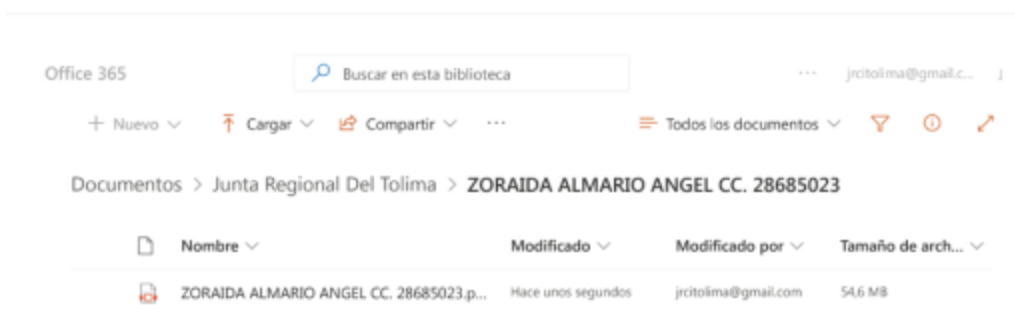 Office 365 Buscar en esta biblioteca ... jrcitolima@gmail.c...
+ Nuevo Cargar Compartir ... Todos los documentos
Documentos > Junta Regional Del Tolima > ZORAIDA ALMARIO ANGEL CC. 28685023
Nombre Modificado Modificado por Tamaño de arch...
ZORAIDA ALMARIO ANGEL CC. 28685023.p... Hace unos segundos jrcitolima@gmail.com 54,6 MB